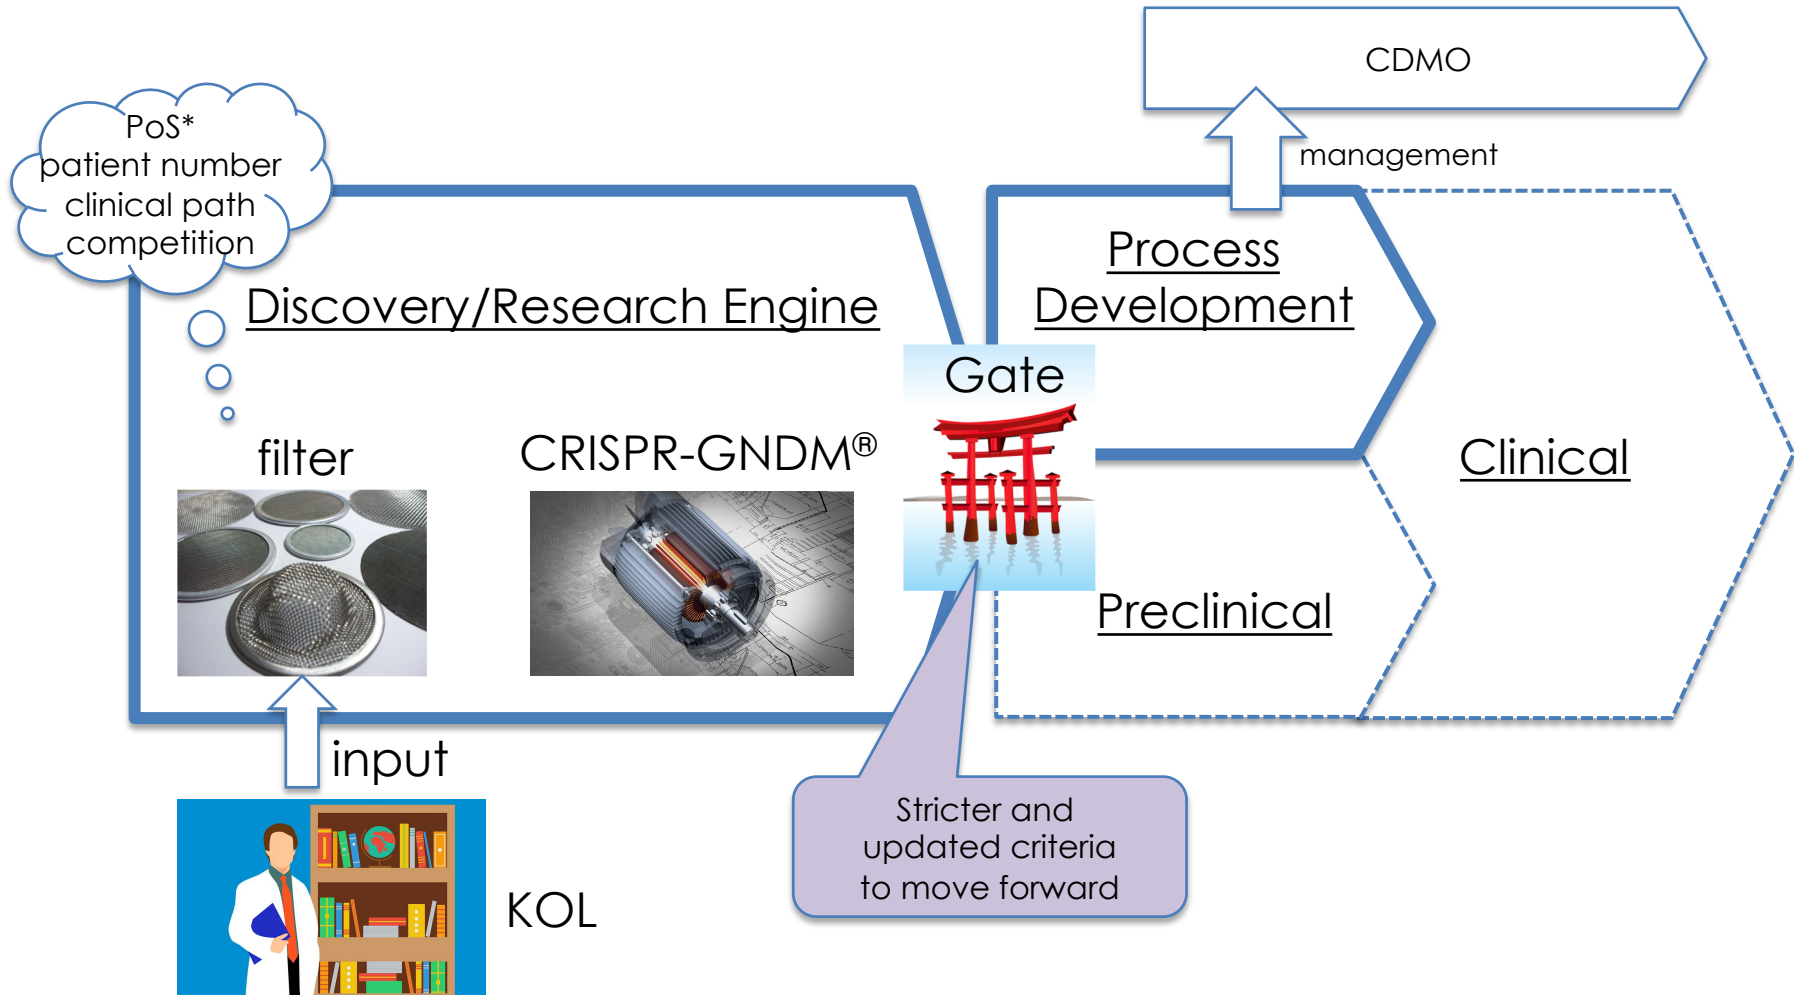 CDMO
management
PoS*
patient number
clinical path
competition
Discovery/Research Engine
Process
Development
Gate
filter
CRISPR-GNDM®
Clinical
Preclinical
input
Stricter and
updated criteria
to move forward
KOL